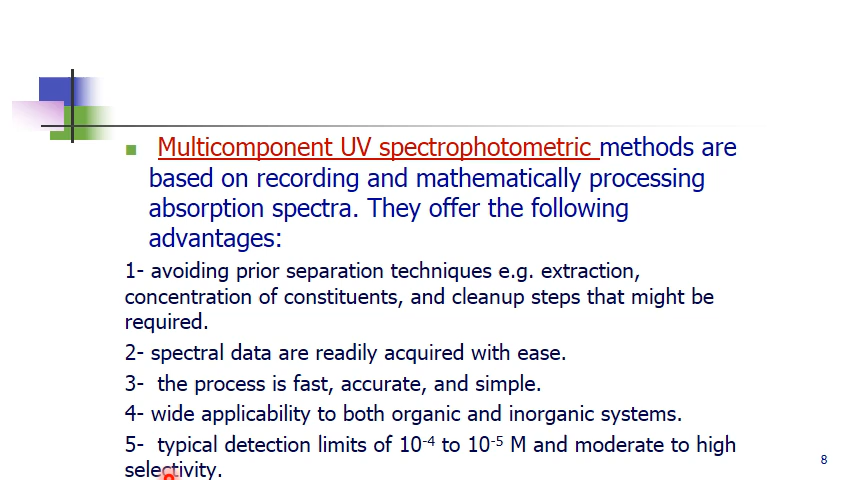 Multicomponent UV spectrophotometric methods are
based on recording and mathematically processing
absorption spectra. They offer the following
advantages:
1- avoiding prior separation techniques e.g. extraction,
concentration of constituents, and cleanup steps that might be
required.
2- spectral data are readily acquired with ease.
3- the process is fast, accurate, and simple.
4- wide applicability to both organic and inorganic systems.
5- typical detection limits of 10⁻⁴ to 10⁻⁵ M and moderate to high
selectivity.
8